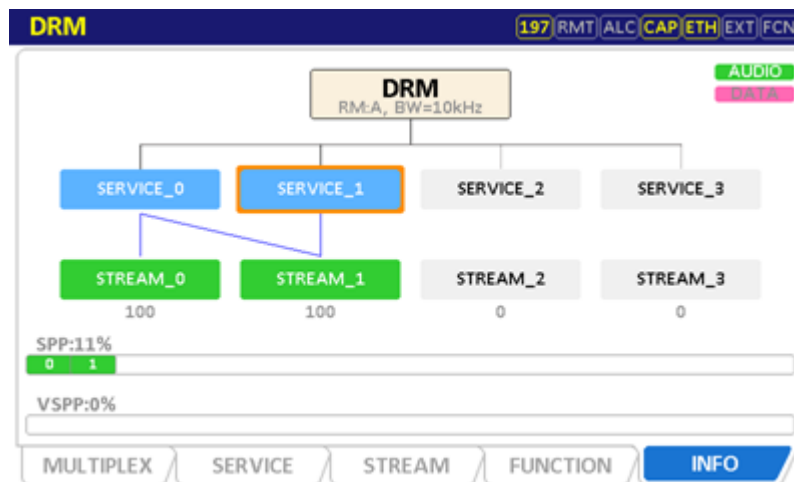 DRM 197 RMT ALC CAP ETH EXT FCN
AUDIO
DATA
DRM
RM:A, BW=10kHz
SERVICE_0 SERVICE_1 SERVICE_2 SERVICE_3
STREAM_0 STREAM_1 STREAM_2 STREAM_3
100 100 0 0
SPP:11%
0 1
VSPP:0%
MULTIPLEX SERVICE STREAM FUNCTION INFO